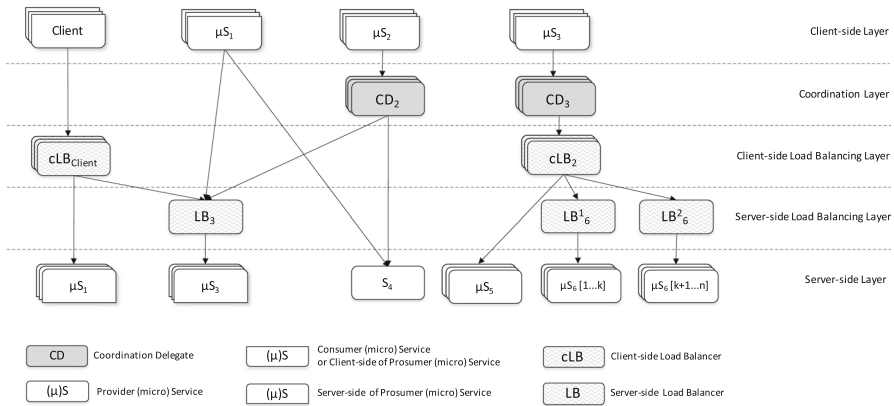 Client μS1 μS2 μS3 Client-side Layer
CD2 CD3 Coordination Layer
cLBClient cLB2 Client-side Load Balancing Layer
LB3 LB¹6 LB²6 Server-side Load Balancing Layer
μS1 μS3 S4 μS5 μS6 [1...k] μS6 [k+1...n] Server-side Layer
CD Coordination Delegate
(μ)S Consumer (micro) Service
or Client-side of Prosumer (micro) Service
cLB Client-side Load Balancer
(μ)S Provider (micro) Service
(μ)S Server-side of Prosumer (micro) Service
LB Server-side Load Balancer